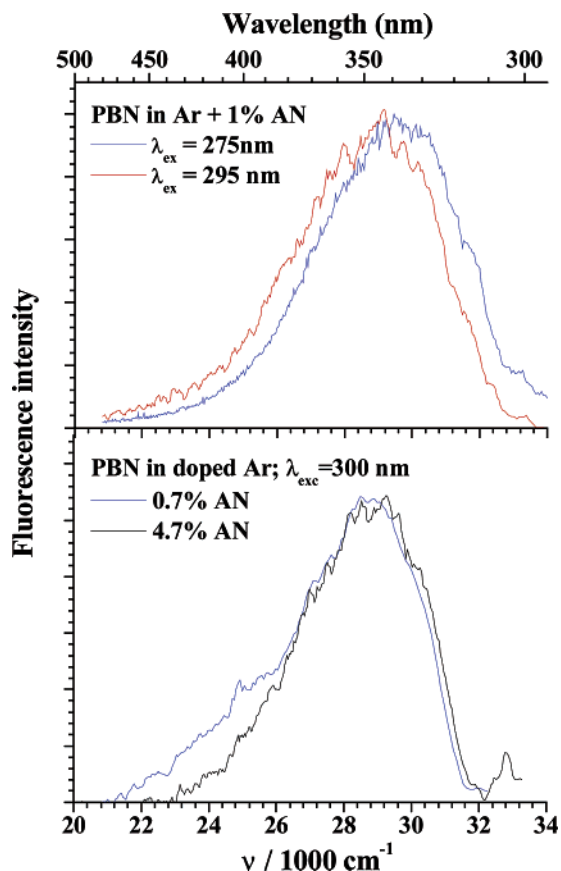 Wavelength (nm)
500 450 400 350 300
PBN in Ar + 1% AN
λex = 275nm
λex = 295 nm
Fluorescence intensity
PBN in doped Ar; λexc=300 nm
0.7% AN
4.7% AN
20 22 24 26 28 30 32 34
ν / 1000 cm-1